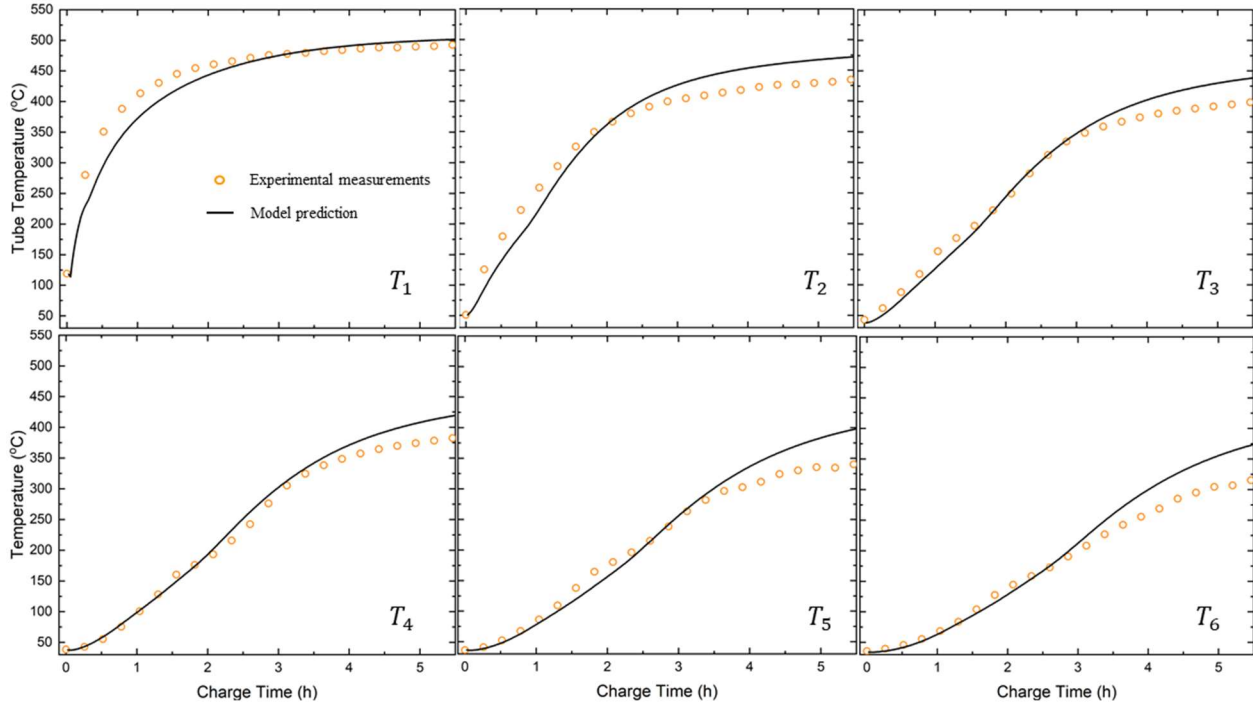 550
500
450
400
350
300
250
200
150
100
50
Tube Temperature (°C)
Experimental measurements
Model prediction
T₁
T₂
T₃
550
500
450
400
350
300
250
200
150
100
50
Temperature (°C)
T₄
T₅
T₆
0 1 2 3 4 5
0 1 2 3 4 5
0 1 2 3 4 5
Charge Time (h)
Charge Time (h)
Charge Time (h)